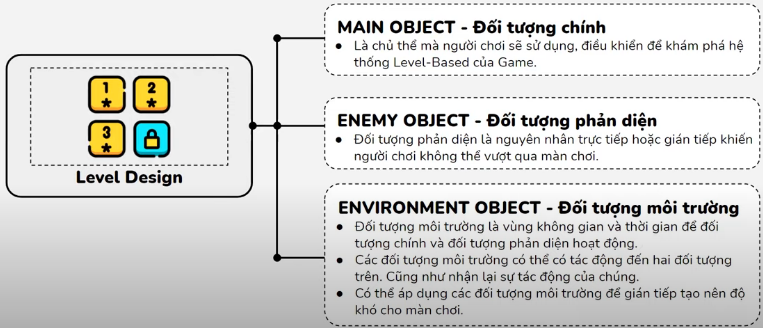 1
*
2
*
3
*
Level Design
MAIN OBJECT - Đối tượng chính
● Là chủ thể mà người chơi sẽ sử dụng, điều khiển để khám phá hệ
thống Level-Based của Game.
ENEMY OBJECT - Đối tượng phản diện
● Đối tượng phản diện là nguyên nhân trực tiếp hoặc gián tiếp khiến
người chơi không thể vượt qua màn chơi.
ENVIRONMENT OBJECT - Đối tượng môi trường
● Đối tượng môi trường là vùng không gian và thời gian để đối
tượng chính và đối tượng phản diện hoạt động.
● Các đối tượng môi trường có thể có tác động đến hai đối tượng
trên. Cũng như nhận lại sự tác động của chúng.
● Có thể áp dụng các đối tượng môi trường để gián tiếp tạo nên độ
khó cho màn chơi.